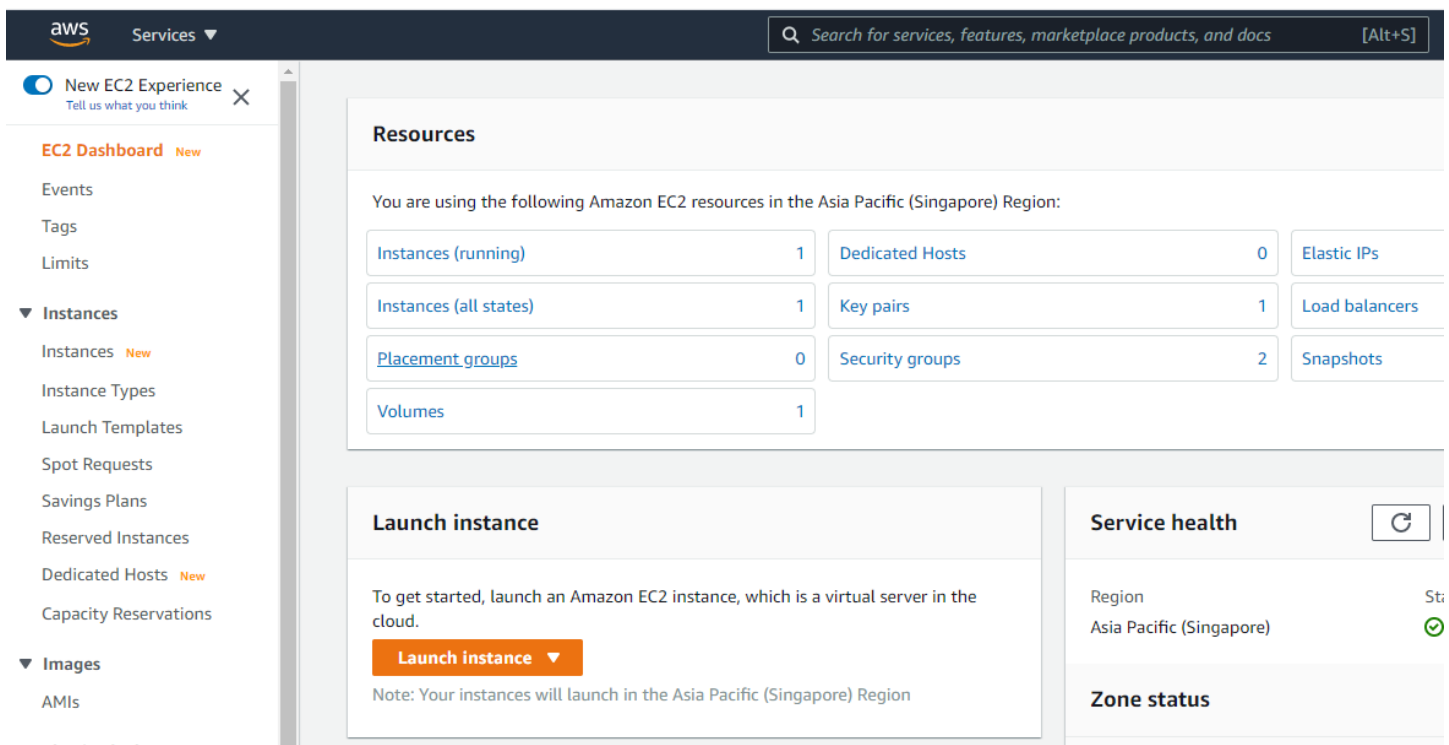 aws
Services ▼
Search for services, features, marketplace products, and docs [Alt+S]
New EC2 Experience
Tell us what you think
EC2 Dashboard New
Events
Tags
Limits
Instances
Instances New
Instance Types
Launch Templates
Spot Requests
Savings Plans
Reserved Instances
Dedicated Hosts New
Capacity Reservations
Images
AMIs
Resources
You are using the following Amazon EC2 resources in the Asia Pacific (Singapore) Region:
Instances (running) 1
Dedicated Hosts 0
Elastic IPs
Instances (all states) 1
Key pairs 1
Load balancers
Placement groups 0
Security groups 2
Snapshots
Volumes 1
Launch instance
To get started, launch an Amazon EC2 instance, which is a virtual server in the
cloud.
Launch instance ▼
Note: Your instances will launch in the Asia Pacific (Singapore) Region
Service health
Region
Asia Pacific (Singapore)
Zone status